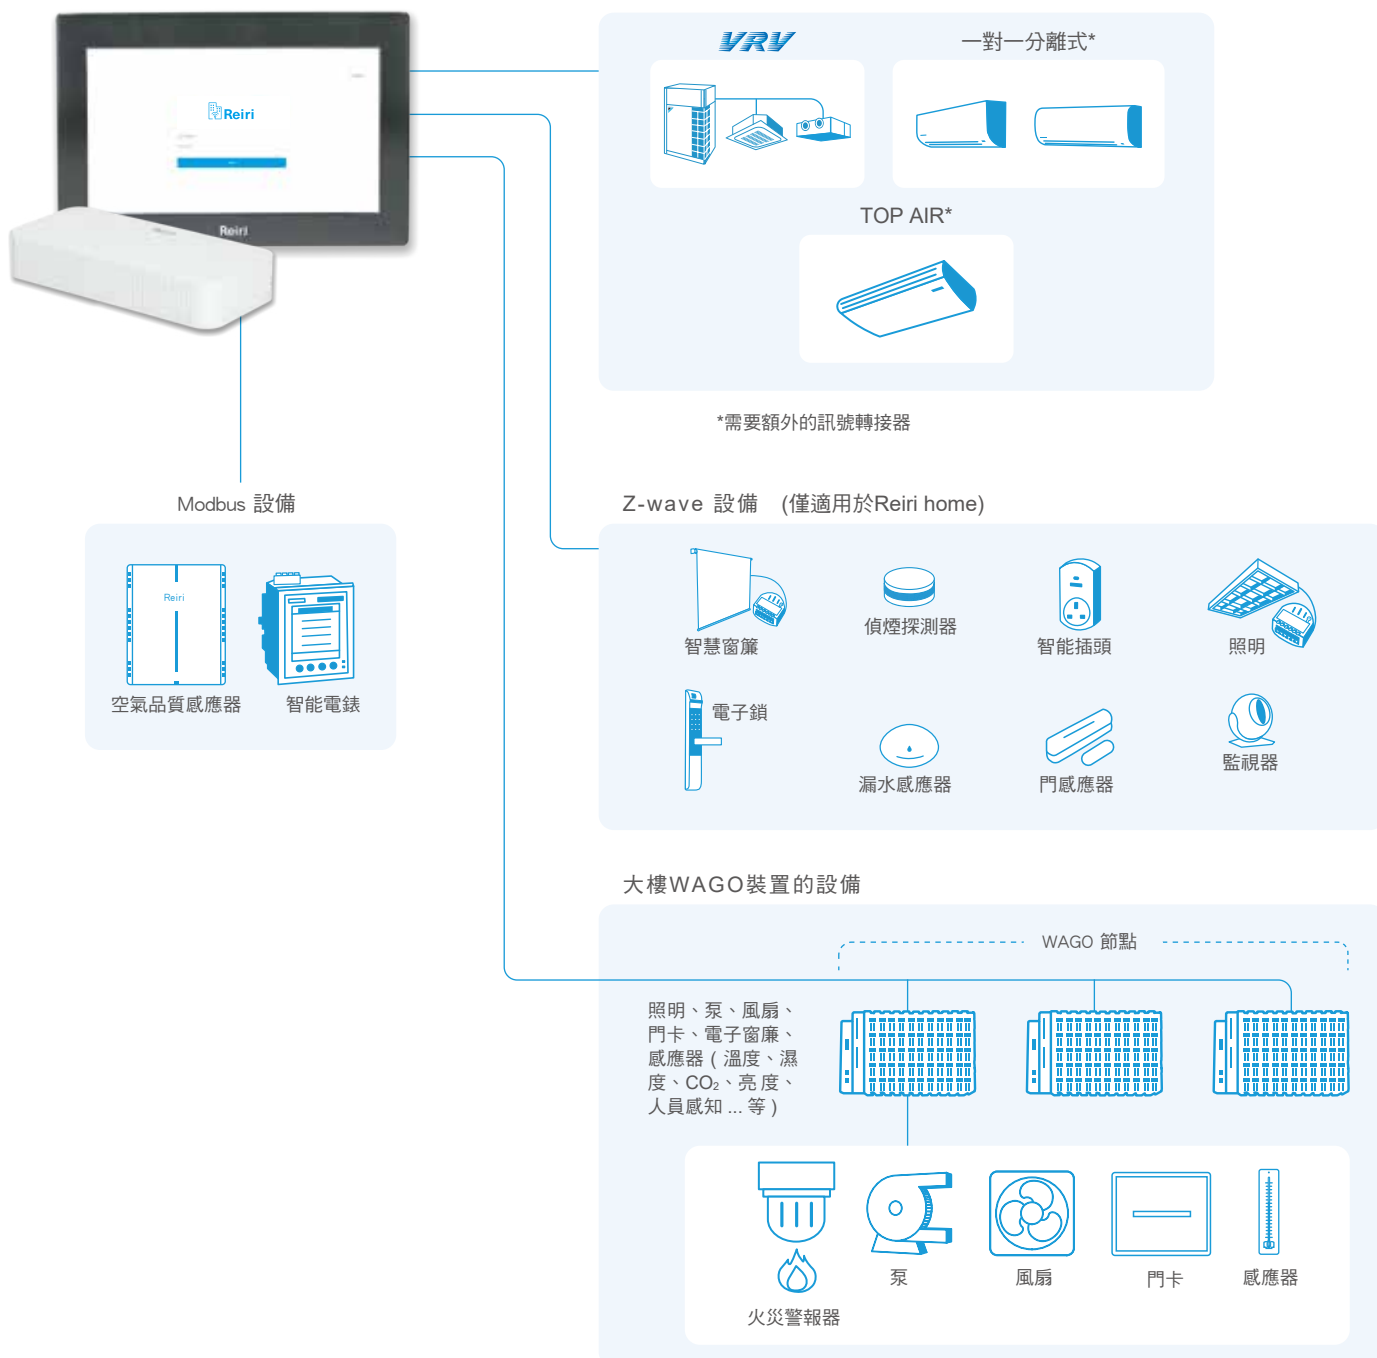 Reiri
Reiri
VRV
一對一分離式*
TOP AIR*
*需要額外的訊號轉接器
Modbus 設備
Reiri
空氣品質感應器
智能電錶
Z-wave 設備 (僅適用於Reiri home)
智慧窗簾
偵煙探測器
智能插頭
照明
電子鎖
漏水感應器
門感應器
監視器
大樓WAGO裝置的設備
WAGO 節點
照明、泵、風扇、
門卡、電子窗廉、
感應器 ( 溫度、濕
度、CO₂、亮 度、
人員感知 ... 等 )
火災警報器
泵
風扇
門卡
感應器